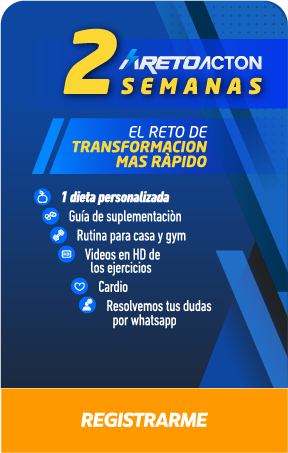 2 RETOACTON
SEMANAS
EL RETO DE
TRANSFORMACION
MAS RÁPIDO
1 dieta personalizada
Guía de suplementaciòn
Rutina para casa y gym
Videos en HD de
los ejercicios
Cardio
Resolvemos tus dudas
por whatsapp
REGISTRARME